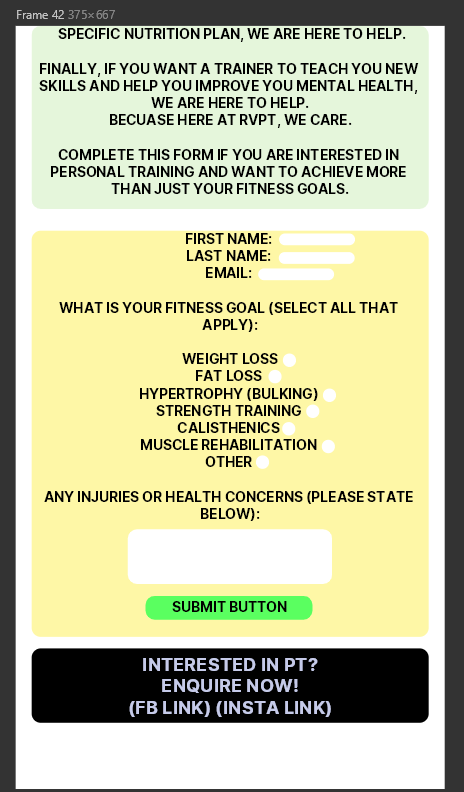 Frame 42 375×667
SPECIFIC NUTRITION PLAN, WE ARE HERE TO HELP.
FINALLY, IF YOU WANT A TRAINER TO TEACH YOU NEW
SKILLS AND HELP YOU IMPROVE YOU MENTAL HEALTH,
WE ARE HERE TO HELP.
BECUASE HERE AT RVPT, WE CARE.
COMPLETE THIS FORM IF YOU ARE INTERESTED IN
PERSONAL TRAINING AND WANT TO ACHIEVE MORE
THAN JUST YOUR FITNESS GOALS.
FIRST NAME:
LAST NAME:
EMAIL:
WHAT IS YOUR FITNESS GOAL (SELECT ALL THAT
APPLY):
WEIGHT LOSS
FAT LOSS
HYPERTROPHY (BULKING)
STRENGTH TRAINING
CALISTHENICS
MUSCLE REHABILITATION
OTHER
ANY INJURIES OR HEALTH CONCERNS (PLEASE STATE
BELOW):
SUBMIT BUTTON
INTERESTED IN PT?
ENQUIRE NOW!
(FB LINK) (INSTA LINK)